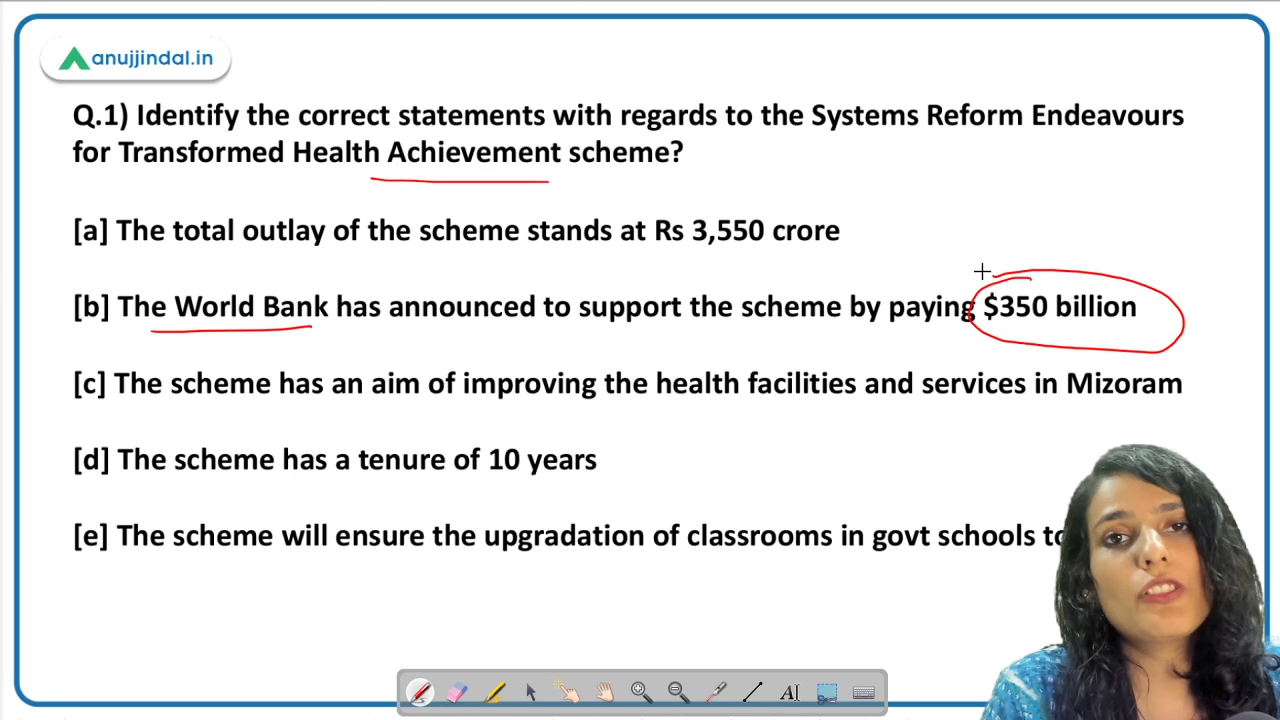 anujjindal.in
Q.1) Identify the correct statements with regards to the Systems Reform Endeavours
for Transformed Health Achievement scheme?
[a] The total outlay of the scheme stands at Rs 3,550 crore
[b] The World Bank has announced to support the scheme by paying $350 billion
[c] The scheme has an aim of improving the health facilities and services in Mizoram
[d] The scheme has a tenure of 10 years
[e] The scheme will ensure the upgradation of classrooms in govt schools to
AI